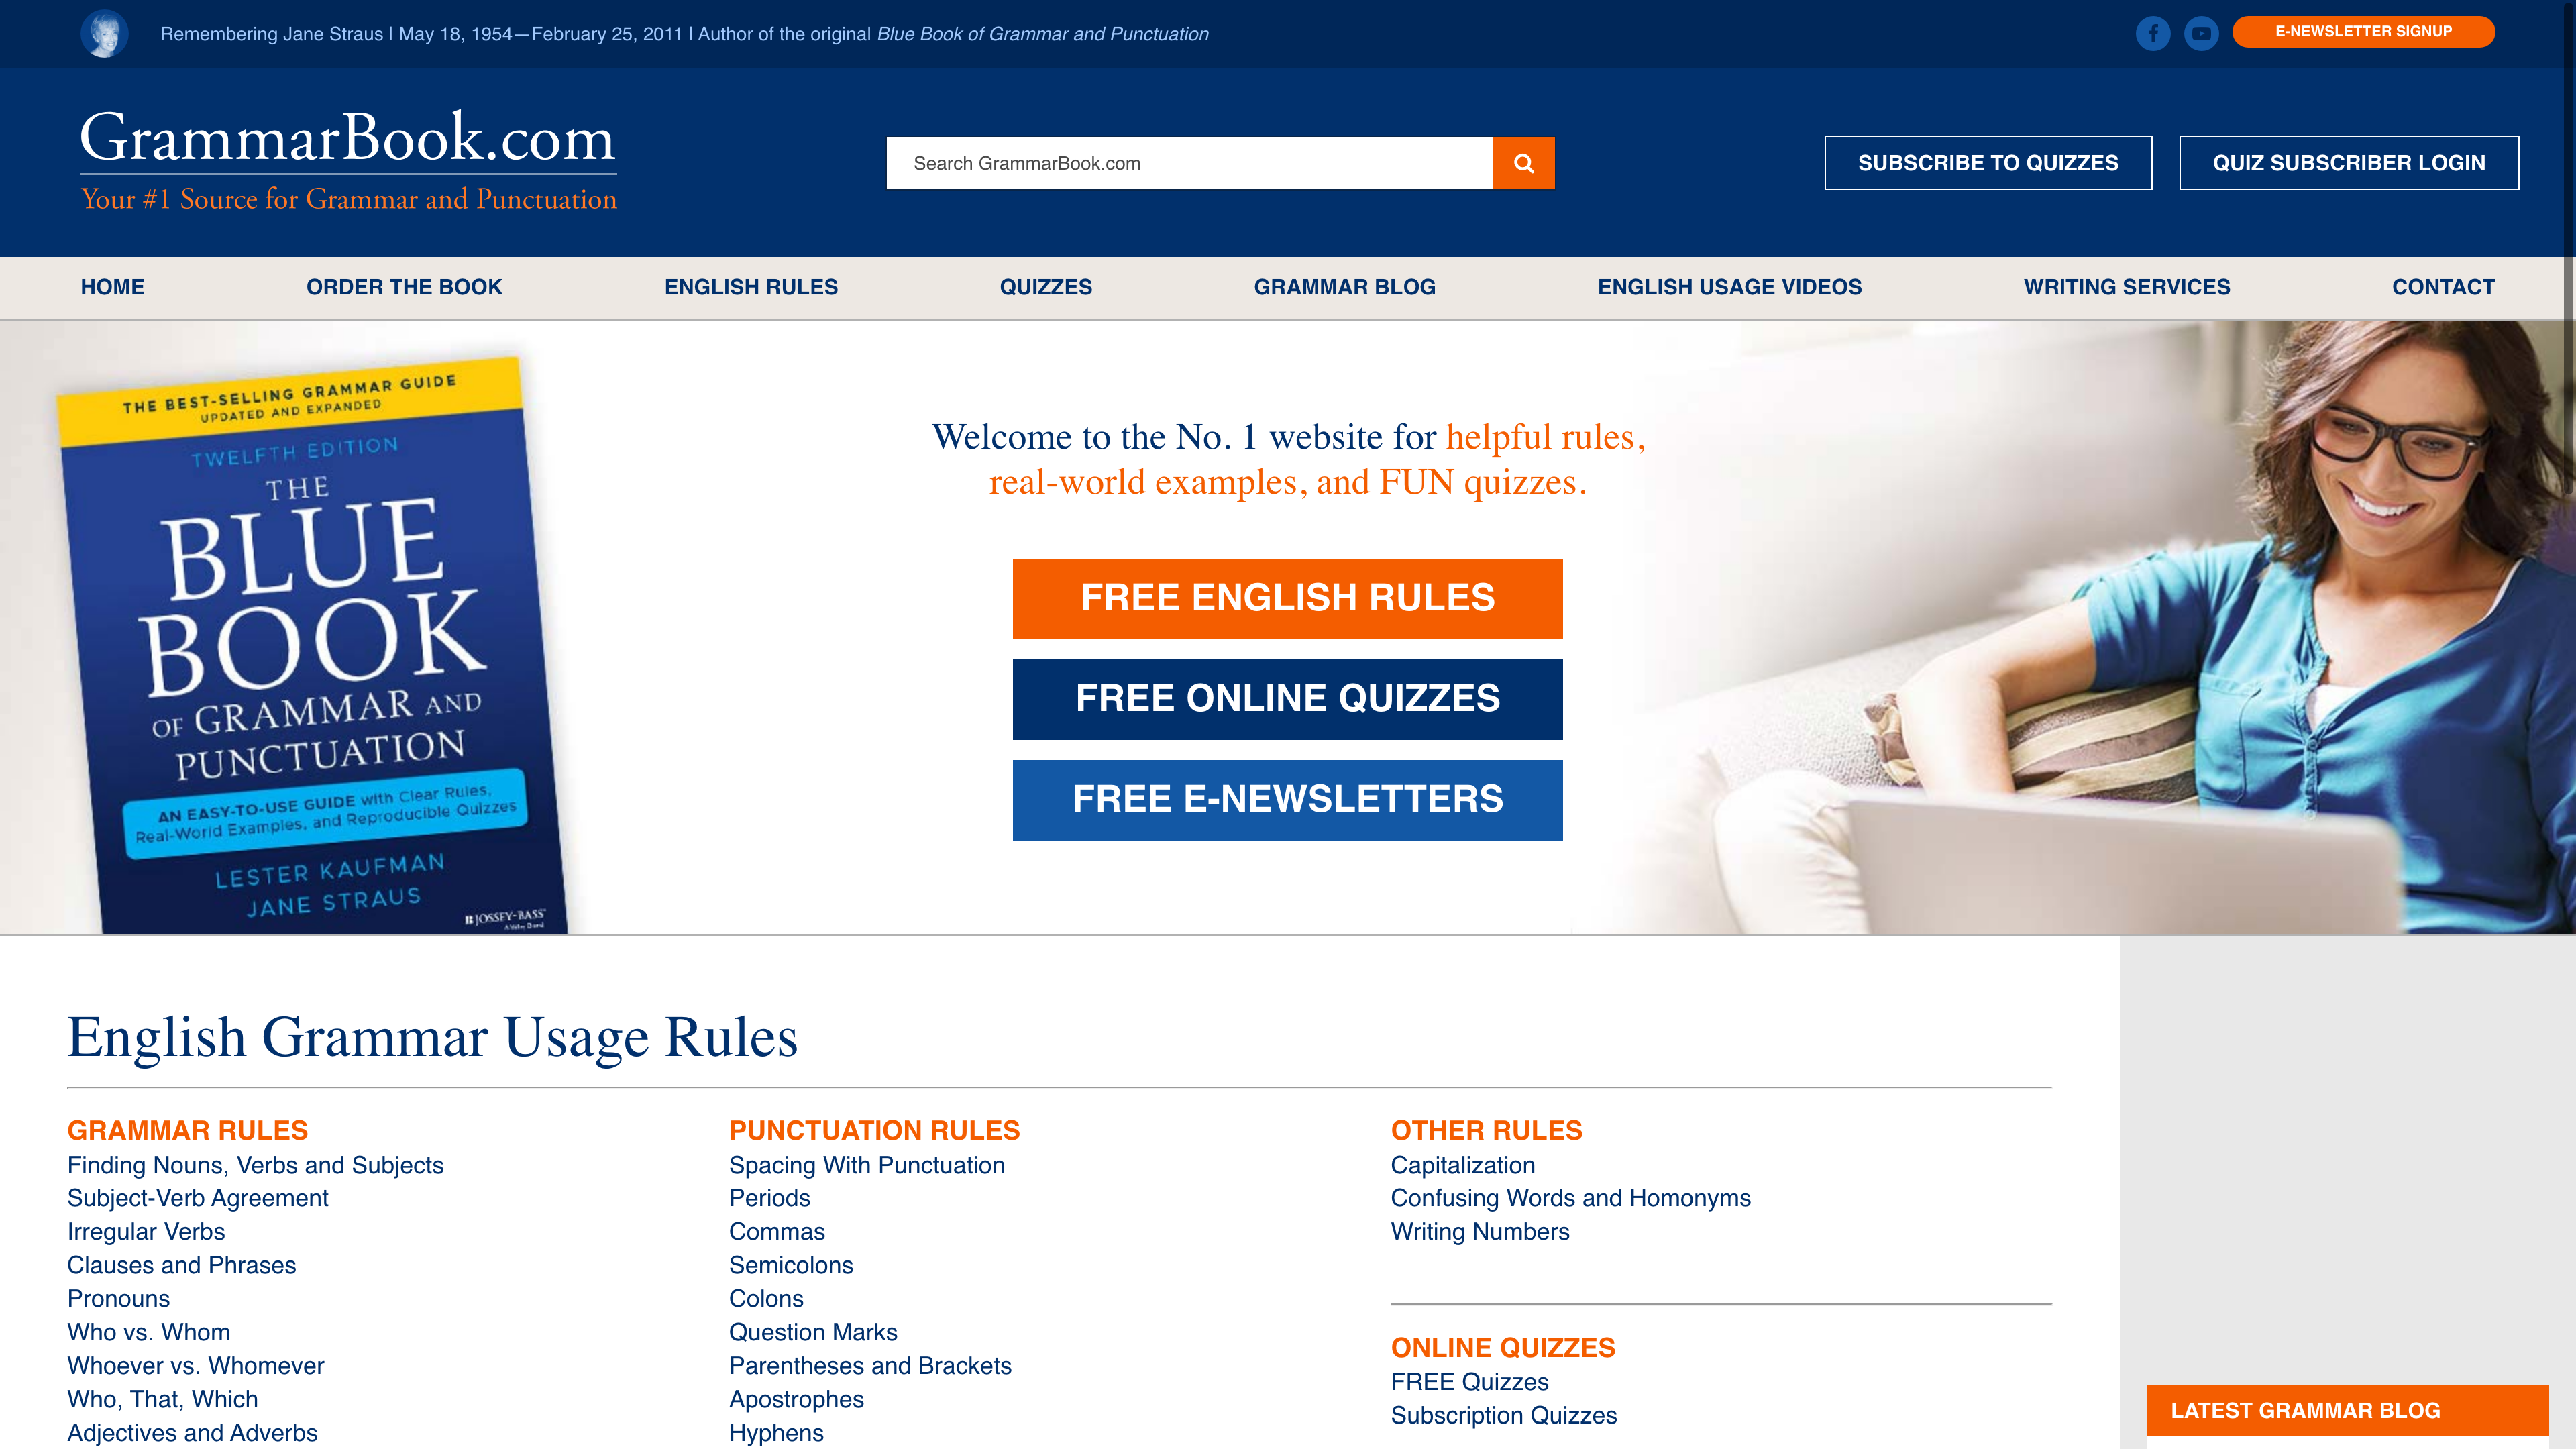 Remembering Jane Straus | May 18, 1954—February 25, 2011 | Author of the original Blue Book of Grammar and Punctuation
E-NEWSLETTER SIGNUP
GrammarBook.com
Your #1 Source for Grammar and Punctuation
Search GrammarBook.com
SUBSCRIBE TO QUIZZES
QUIZ SUBSCRIBER LOGIN
HOME
ORDER THE BOOK
ENGLISH RULES
QUIZZES
GRAMMAR BLOG
ENGLISH USAGE VIDEOS
WRITING SERVICES
CONTACT
THE BEST-SELLING GRAMMAR GUIDE
UPDATED AND EXPANDED
TWELFTH EDITION
THE
BLUE
BOOK
OF GRAMMAR AND
PUNCTUATION
AN EASY-TO-USE GUIDE with Clear Rules,
Real-World Examples, and Reproducible Quizzes
LESTER KAUFMAN
JANE STRAUS
JOSSEY-BASS
A Wiley Brand
Welcome to the No. 1 website for helpful rules,
real-world examples, and FUN quizzes.
FREE ENGLISH RULES
FREE ONLINE QUIZZES
FREE E-NEWSLETTERS
English Grammar Usage Rules
GRAMMAR RULES
Finding Nouns, Verbs and Subjects
Subject-Verb Agreement
Irregular Verbs
Clauses and Phrases
Pronouns
Who vs. Whom
Whoever vs. Whomever
Who, That, Which
Adjectives and Adverbs
PUNCTUATION RULES
Spacing With Punctuation
Periods
Commas
Semicolons
Colons
Question Marks
Parentheses and Brackets
Apostrophes
Hyphens
OTHER RULES
Capitalization
Confusing Words and Homonyms
Writing Numbers
ONLINE QUIZZES
FREE Quizzes
Subscription Quizzes
LATEST GRAMMAR BLOG